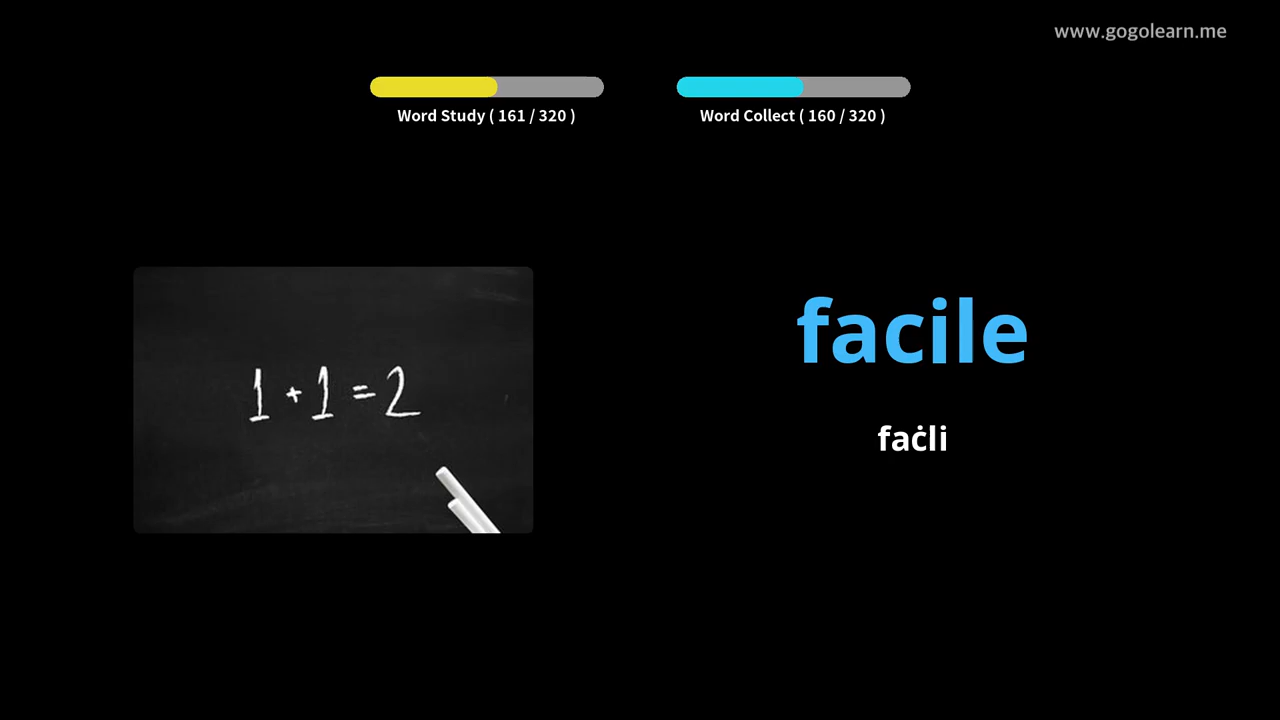 www.gogolearn.me
Word Study ( 161 / 320 )
Word Collect ( 160 / 320 )
1 + 1 = 2
facile
faċli